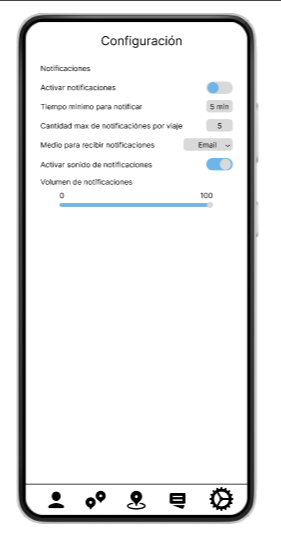 Configuración
Notificaciones
Activar notificaciones
Tiempo mínimo para notificar 5 min
Cantidad max de notificaciónes por viaje 5
Medio para recibir notificaciones Email
Activar sonido de notificaciones
Volumen de notificaciones
0 100